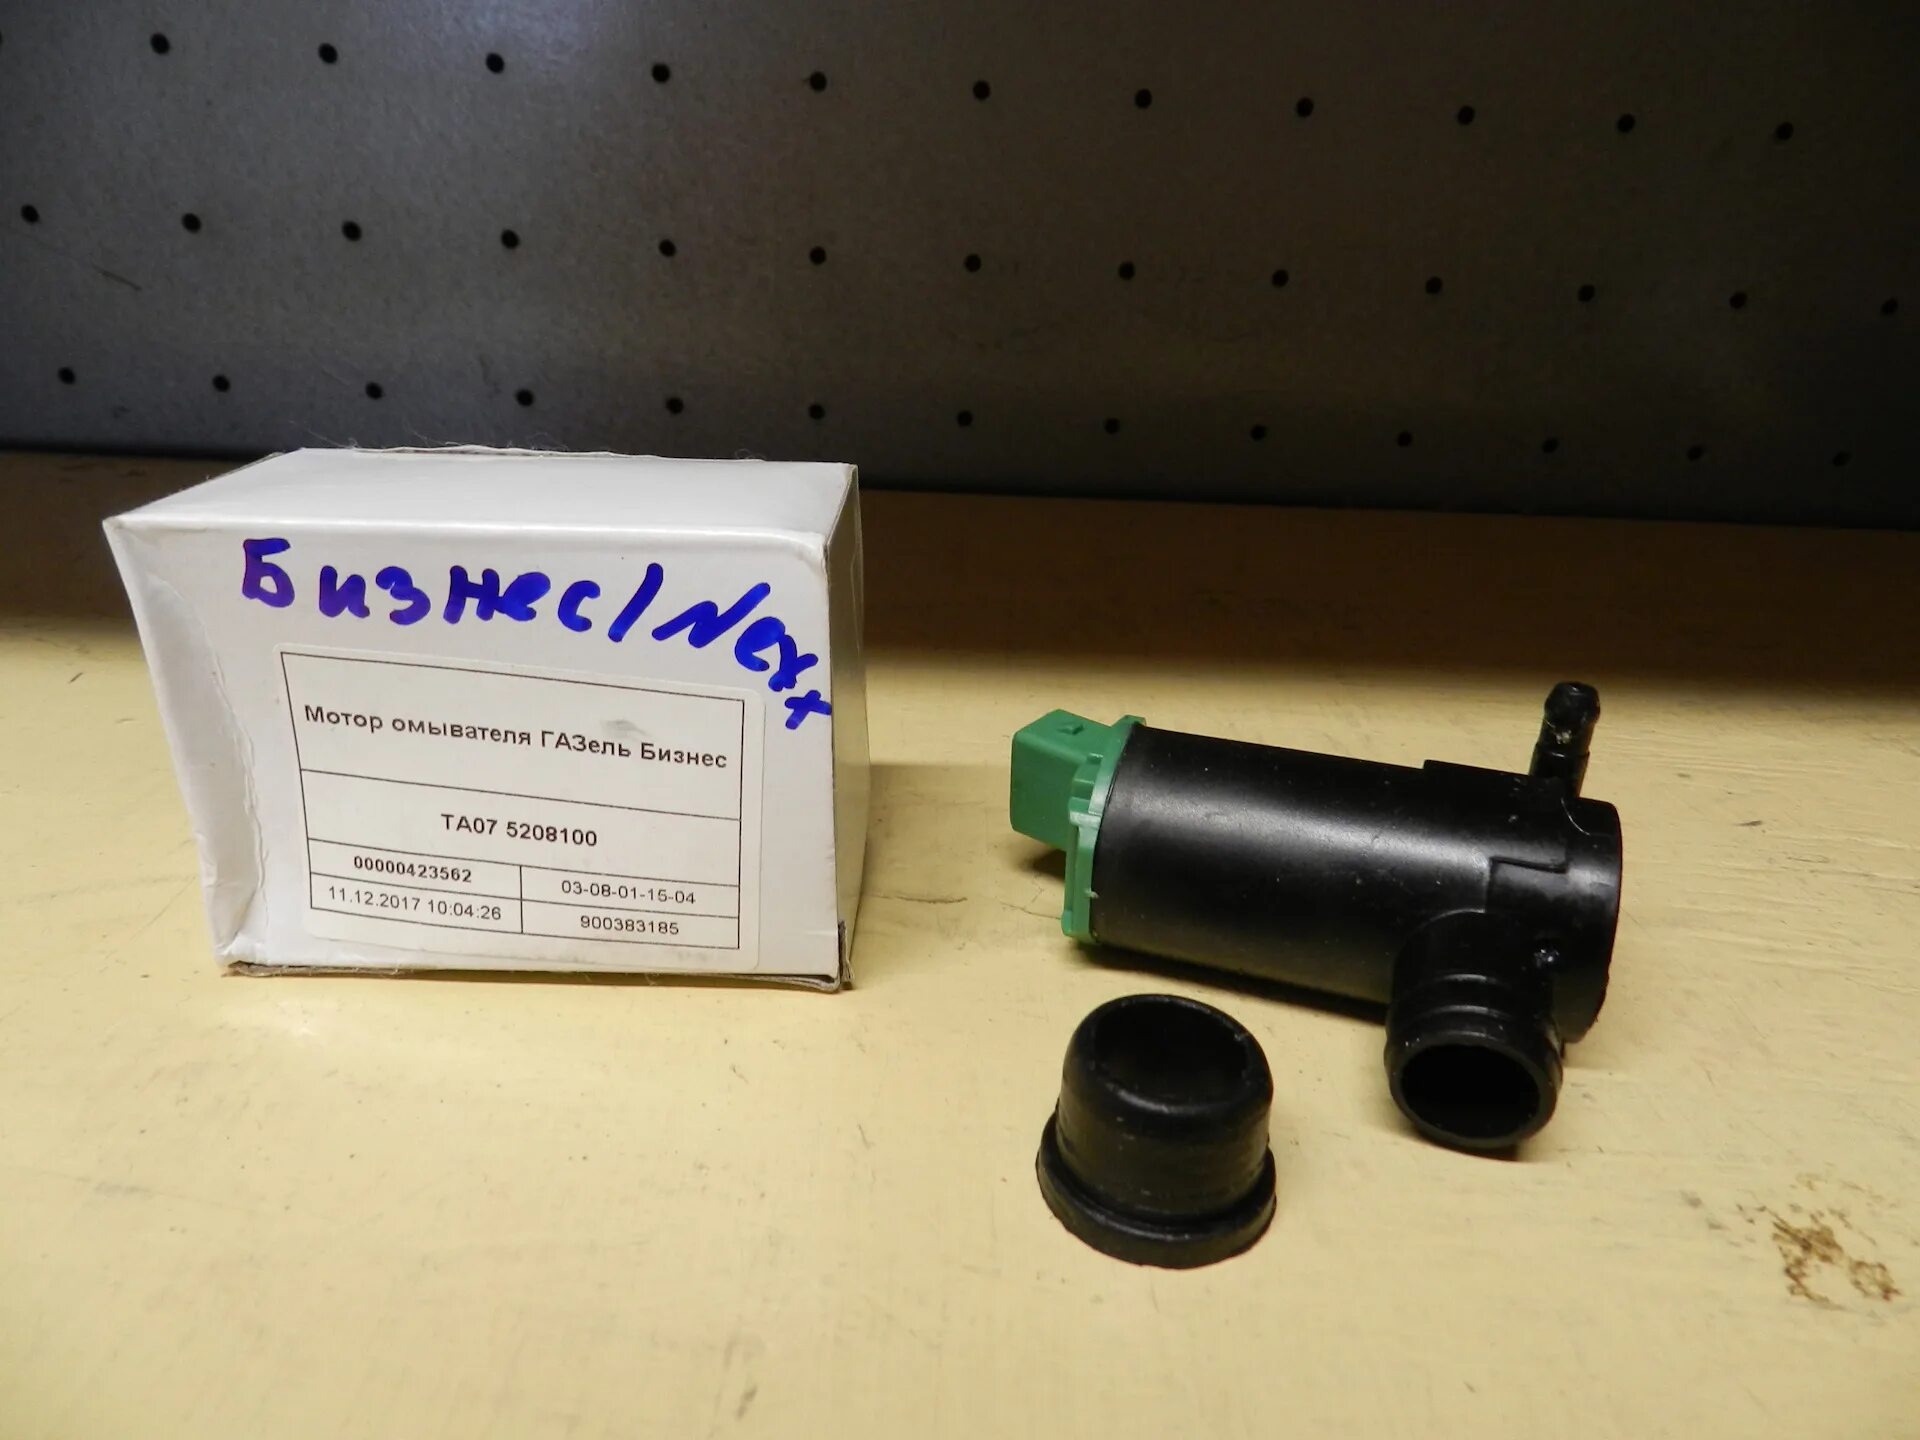 Бизнес/Next
Мотор омывателя ГАЗель Бизнес
ТА07 5208100
00000423562
03-08-01-15-04
11.12.2017 10:04:26
900383185